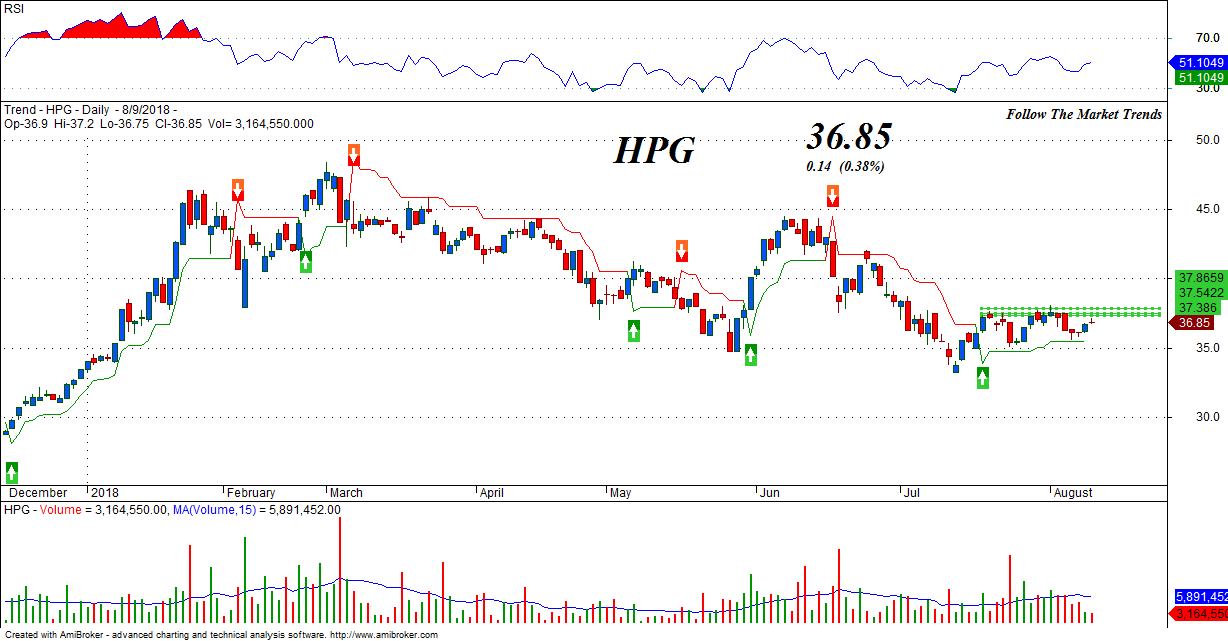 RSI
70.0
51.1049
51.1049
30.0
Trend - HPG - Daily - 8/9/2018 -
Op-36.9 Hi-37.2 Lo-36.75 Cl-36.85 Vol= 3,164,550.000
Follow The Market Trends
HPG
36.85
0.14 (0.38%)
50.0
45.0
37.8659
37.5422
37.386
36.85
35.0
30.0
December 2018 February March April May Jun Jul August
HPG - Volume = 3,164,550.00, MA(Volume,15) = 5,891,452.00
5,891,452
3,164,550
Created with AmiBroker - advanced charting and technical analysis software. http://www.amibroker.com